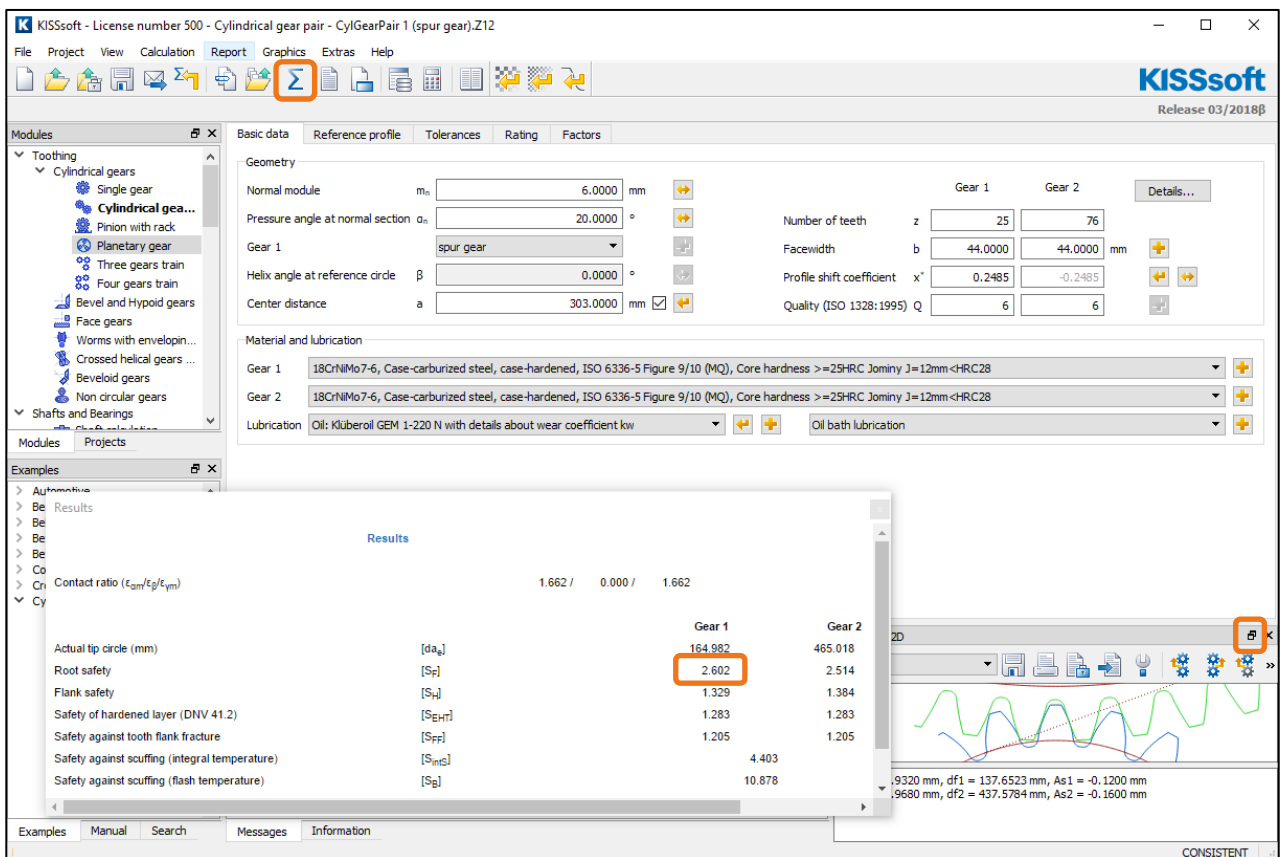 KISSsoft - License number 500 - Cylindrical gear pair - CylGearPair 1 (spur gear).Z12
File Project View Calculation Report Graphics Extras Help
KISSsoft
Release 03/2018β
Modules
Toothing
Cylindrical gears
Single gear
Cylindrical gea...
Pinion with rack
Planetary gear
Three gears train
Four gears train
Bevel and Hypoid gears
Face gears
Worms with envelopin...
Crossed helical gears ...
Beveloid gears
Non circular gears
Shafts and Bearings
Modules Projects
Basic data Reference profile Tolerances Rating Factors
Geometry
Normal module mn 6.0000 mm
Pressure angle at normal section αn 20.0000 °
Gear 1 spur gear
Helix angle at reference circle β 0.0000 °
Center distance a 303.0000 mm
Gear 1 Gear 2 Details...
Number of teeth z 25 76
Facewidth b 44.0000 44.0000 mm
Profile shift coefficient x* 0.2485 -0.2485
Quality (ISO 1328:1995) Q 6 6
Material and lubrication
Gear 1 18CrNiMo7-6, Case-carburized steel, case-hardened, ISO 6336-5 Figure 9/10 (MQ), Core hardness >=25HRC Jominy J=12mm<HRC28
Gear 2 18CrNiMo7-6, Case-carburized steel, case-hardened, ISO 6336-5 Figure 9/10 (MQ), Core hardness >=25HRC Jominy J=12mm<HRC28
Lubrication Oil: Klüberoil GEM 1-220 N with details about wear coefficient kw Oil bath lubrication
Examples
Automotive
Be
Be
Be
Be
Co
Cr
Cy
Results
Results
Contact ratio (εαm/εβ/εγm) 1.662 / 0.000 / 1.662
Gear 1 Gear 2
Actual tip circle (mm) [dae] 164.982 465.018
Root safety [SF] 2.602 2.514
Flank safety [SH] 1.329 1.384
Safety of hardened layer (DNV 41.2) [SEHT] 1.283 1.283
Safety against tooth flank fracture [SFF] 1.205 1.205
Safety against scuffing (integral temperature) [SintS] 4.403
Safety against scuffing (flash temperature) [SB] 10.878
2D
.9320 mm, df1 = 137.6523 mm, As1 = -0.1200 mm
.9680 mm, df2 = 437.5784 mm, As2 = -0.1600 mm
Examples Manual Search
Messages Information
CONSISTENT